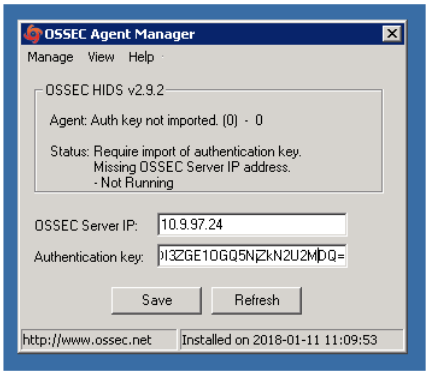 OSSEC Agent Manager
Manage View Help
OSSEC HIDS v2.9.2
Agent: Auth key not imported. (0) - 0
Status: Require import of authentication key.
Missing OSSEC Server IP address.
- Not Running
OSSEC Server IP: 10.9.97.24
Authentication key:
Save Refresh
http://www.ossec.net Installed on 2018-01-11 11:09:53